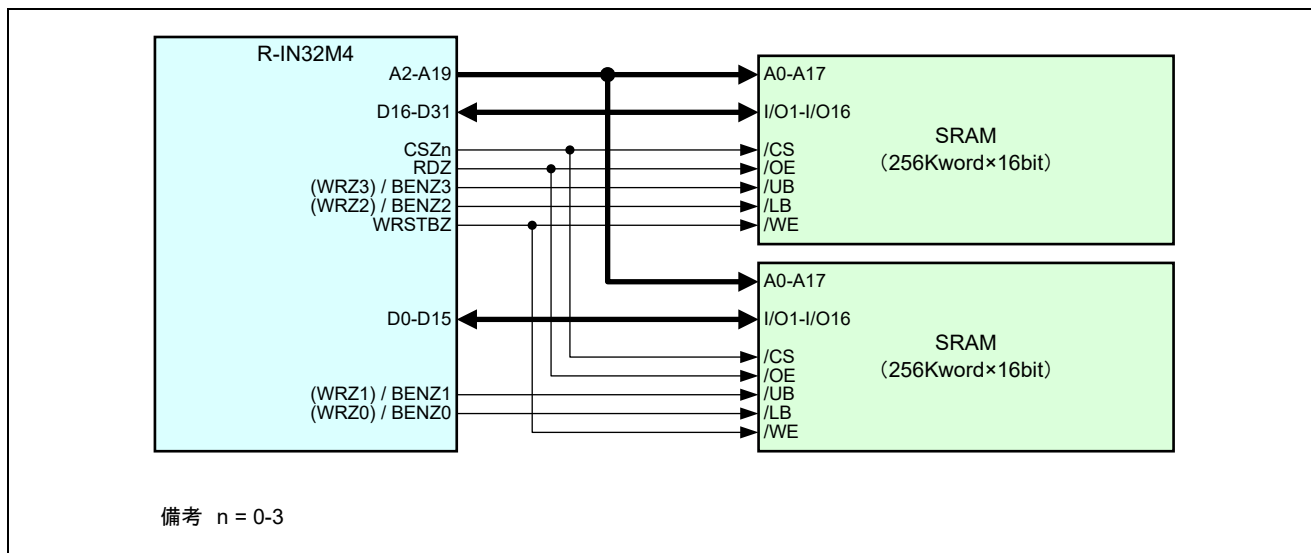 R-IN32M4
A2-A19
D16-D31
CSZn
RDZ
(WRZ3) / BENZ3
(WRZ2) / BENZ2
WRSTBZ
D0-D15
(WRZ1) / BENZ1
(WRZ0) / BENZ0
A0-A17
I/O1-I/O16
SRAM
（256Kword×16bit）
/CS
/OE
/UB
/LB
/WE
A0-A17
I/O1-I/O16
SRAM
（256Kword×16bit）
/CS
/OE
/UB
/LB
/WE
備考 n = 0-3